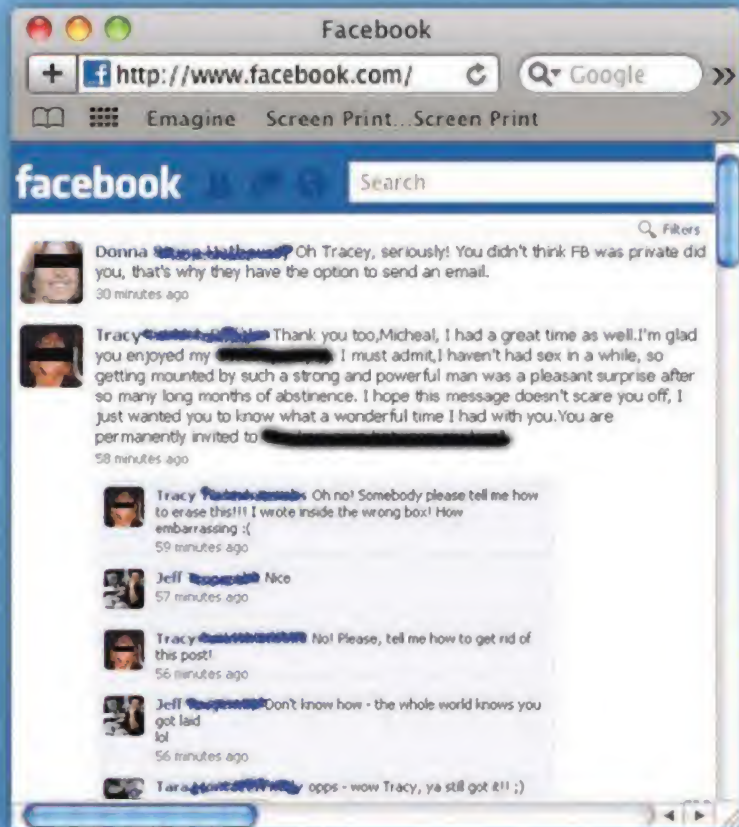 Facebook
+ f http://www.facebook.com/ Google »
Emagine Screen Print...Screen Print »
facebook Search
Filters
Donna Oh Tracey, seriously! You didn't think FB was private did
you, that's why they have the option to send an email.
30 minutes ago
Tracy Thank you too,Micheal, I had a great time as well.I'm glad
you enjoyed my I must admit,I haven't had sex in a while, so
getting mounted by such a strong and powerful man was a pleasant surprise after
so many long months of abstinence. I hope this message doesn't scare you off, I
just wanted you to know what a wonderful time I had with you.You are
permanently invited to
58 minutes ago
Tracy Oh no! Somebody please tell me how
to erase this!!! I wrote inside the wrong box! How
embarrassing :(
59 minutes ago
Jeff Nice
57 minutes ago
Tracy No! Please, tell me how to get rid of
this post!
56 minutes ago
Jeff Don't know how - the whole world knows you
got laid
lol
56 minutes ago
Tara opps - wow Tracy, ya still got it!! ;)